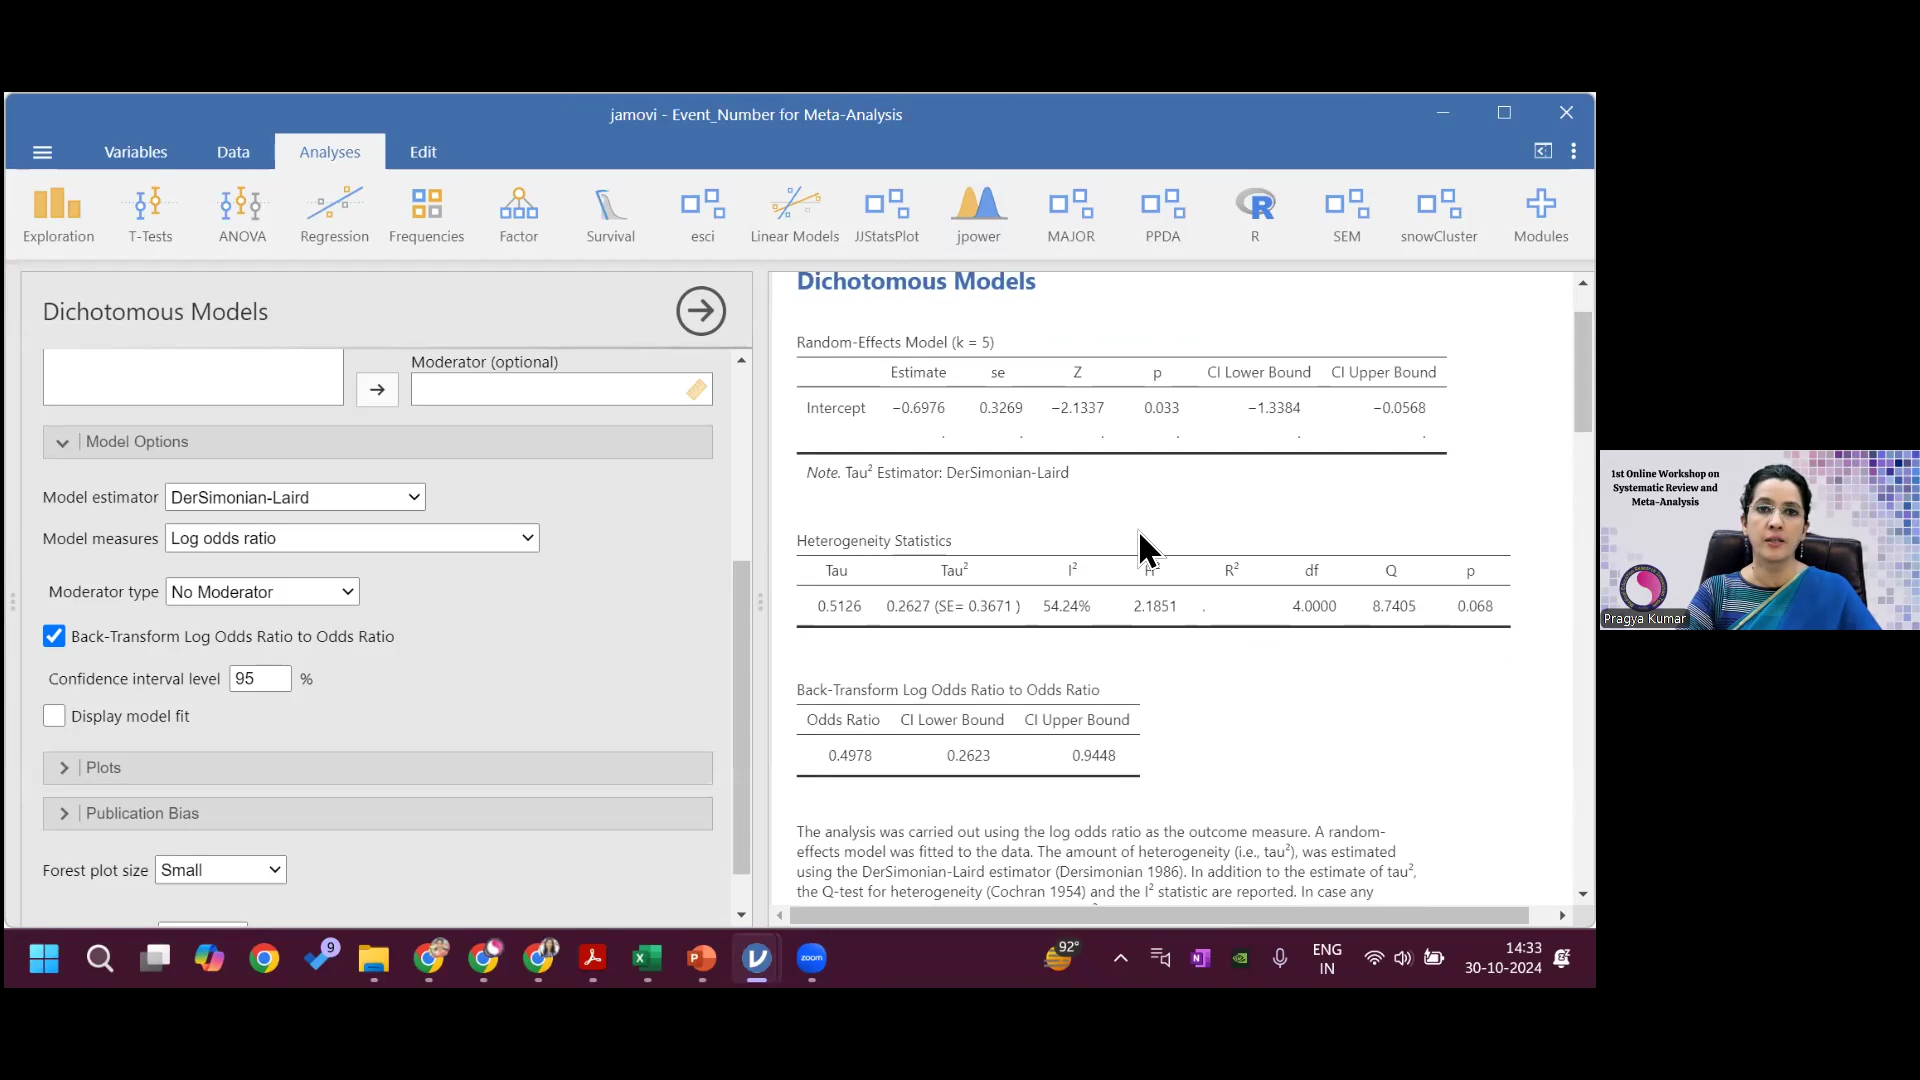 jamovi - Event_Number for Meta-Analysis
Variables
Data
Analyses
Edit
Exploration
T-Tests
ANOVA
Regression
Frequencies
Factor
Survival
esci
Linear Models
JJStatsPlot
jpower
MAJOR
PPDA
R
SEM
snowCluster
Modules
Dichotomous Models
Moderator (optional)
Model Options
Model estimator DerSimonian-Laird
Model measures Log odds ratio
Moderator type No Moderator
Back-Transform Log Odds Ratio to Odds Ratio
Confidence interval level 95 %
Display model fit
Plots
Publication Bias
Forest plot size Small
Dichotomous Models
Random-Effects Model (k = 5)
Estimate se Z p CI Lower Bound CI Upper Bound
Intercept −0.6976 0.3269 −2.1337 0.033 −1.3384 −0.0568
. . . . . .
Note. Tau² Estimator: DerSimonian-Laird
Heterogeneity Statistics
Tau Tau² I² H² R² df Q p
0.5126 0.2627 (SE= 0.3671 ) 54.24% 2.1851 . 4.0000 8.7405 0.068
Back-Transform Log Odds Ratio to Odds Ratio
Odds Ratio CI Lower Bound CI Upper Bound
0.4978 0.2623 0.9448
The analysis was carried out using the log odds ratio as the outcome measure. A random-
effects model was fitted to the data. The amount of heterogeneity (i.e., tau²), was estimated
using the DerSimonian-Laird estimator (Dersimonian 1986). In addition to the estimate of tau²,
the Q-test for heterogeneity (Cochran 1954) and the I² statistic are reported. In case any
1st Online Workshop on
Systematic Review and
Meta-Analysis
Pragya Kumar
9
zoom
92°
ENG
IN
14:33
30-10-2024